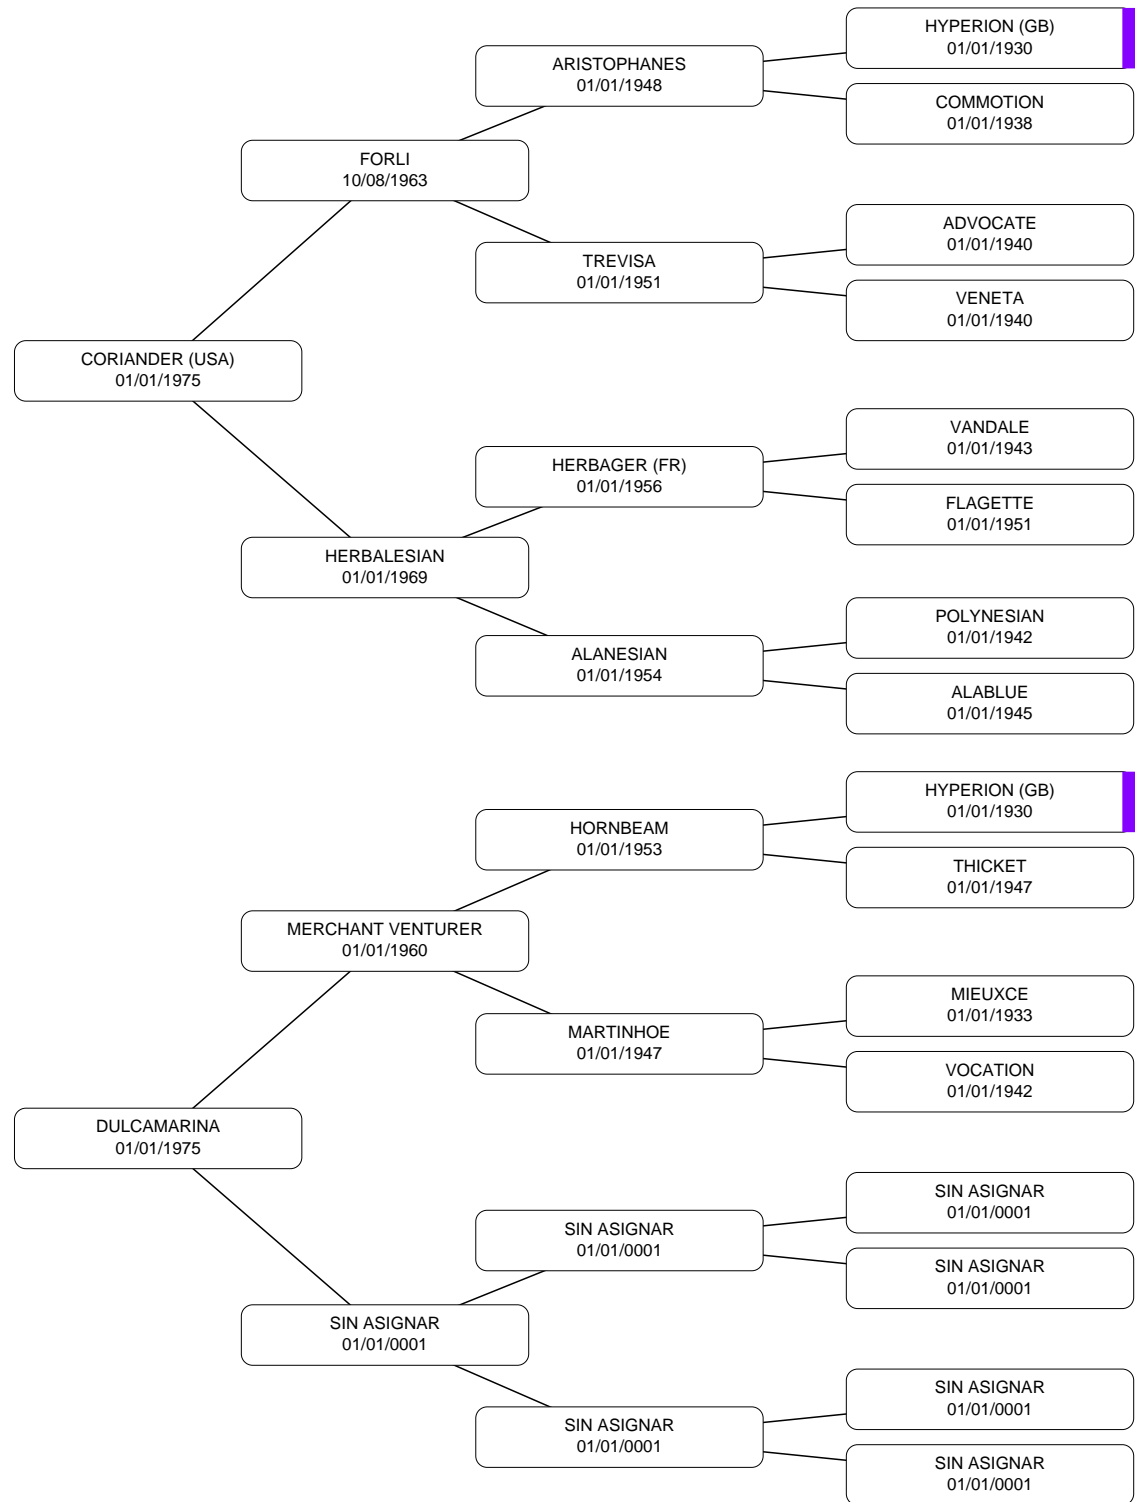 HYPERION (GB)
01/01/1930
ARISTOPHANES
01/01/1948
COMMOTION
01/01/1938
FORLI
10/08/1963
ADVOCATE
01/01/1940
TREVISA
01/01/1951
VENETA
01/01/1940
CORIANDER (USA)
01/01/1975
VANDALE
01/01/1943
HERBAGER (FR)
01/01/1956
FLAGETTE
01/01/1951
HERBALESIAN
01/01/1969
POLYNESIAN
01/01/1942
ALANESIAN
01/01/1954
ALABLUE
01/01/1945
HYPERION (GB)
01/01/1930
HORNBEAM
01/01/1953
THICKET
01/01/1947
MERCHANT VENTURER
01/01/1960
MIEUXCE
01/01/1933
MARTINHOE
01/01/1947
VOCATION
01/01/1942
DULCAMARINA
01/01/1975
SIN ASIGNAR
01/01/0001
SIN ASIGNAR
01/01/0001
SIN ASIGNAR
01/01/0001
SIN ASIGNAR
01/01/0001
SIN ASIGNAR
01/01/0001
SIN ASIGNAR
01/01/0001
SIN ASIGNAR
01/01/0001